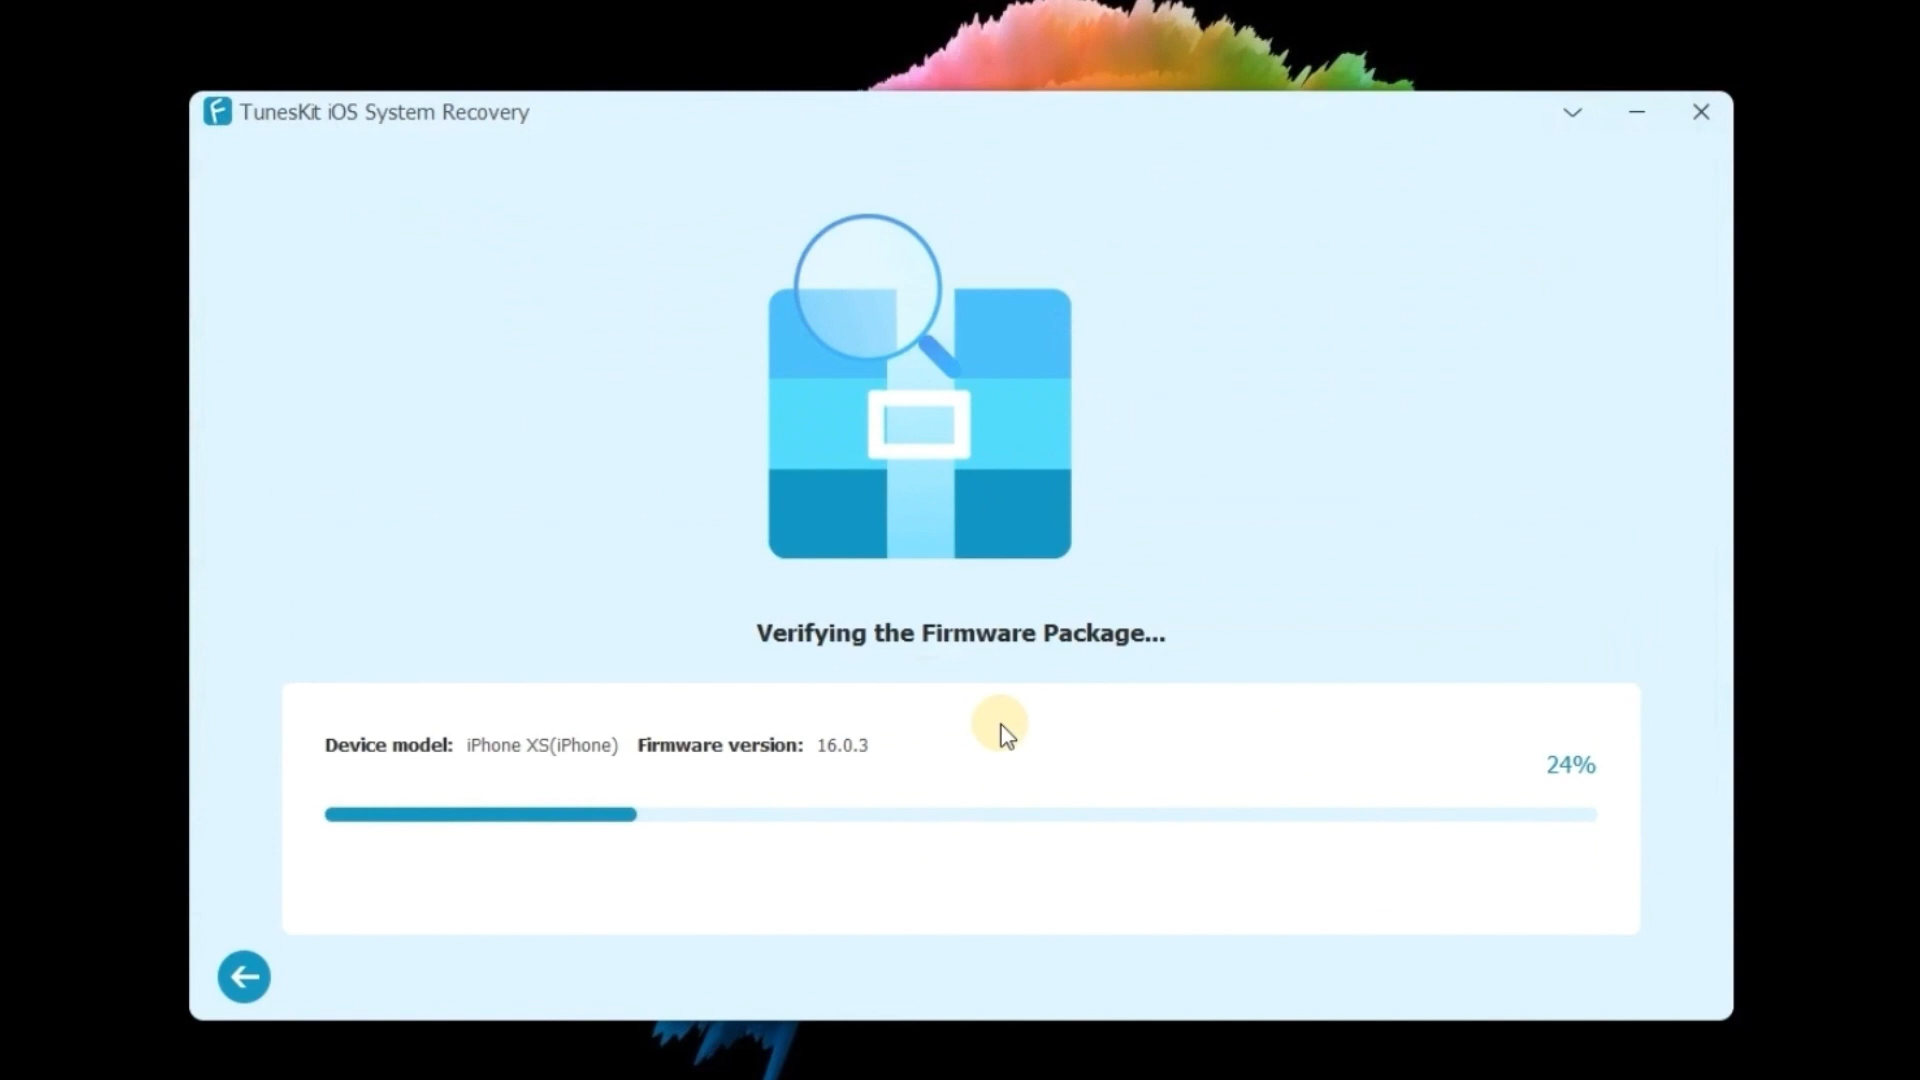 TunesKit iOS System Recovery
Verifying the Firmware Package...
Device model: iPhone XS(iPhone) Firmware version: 16.0.3
24%